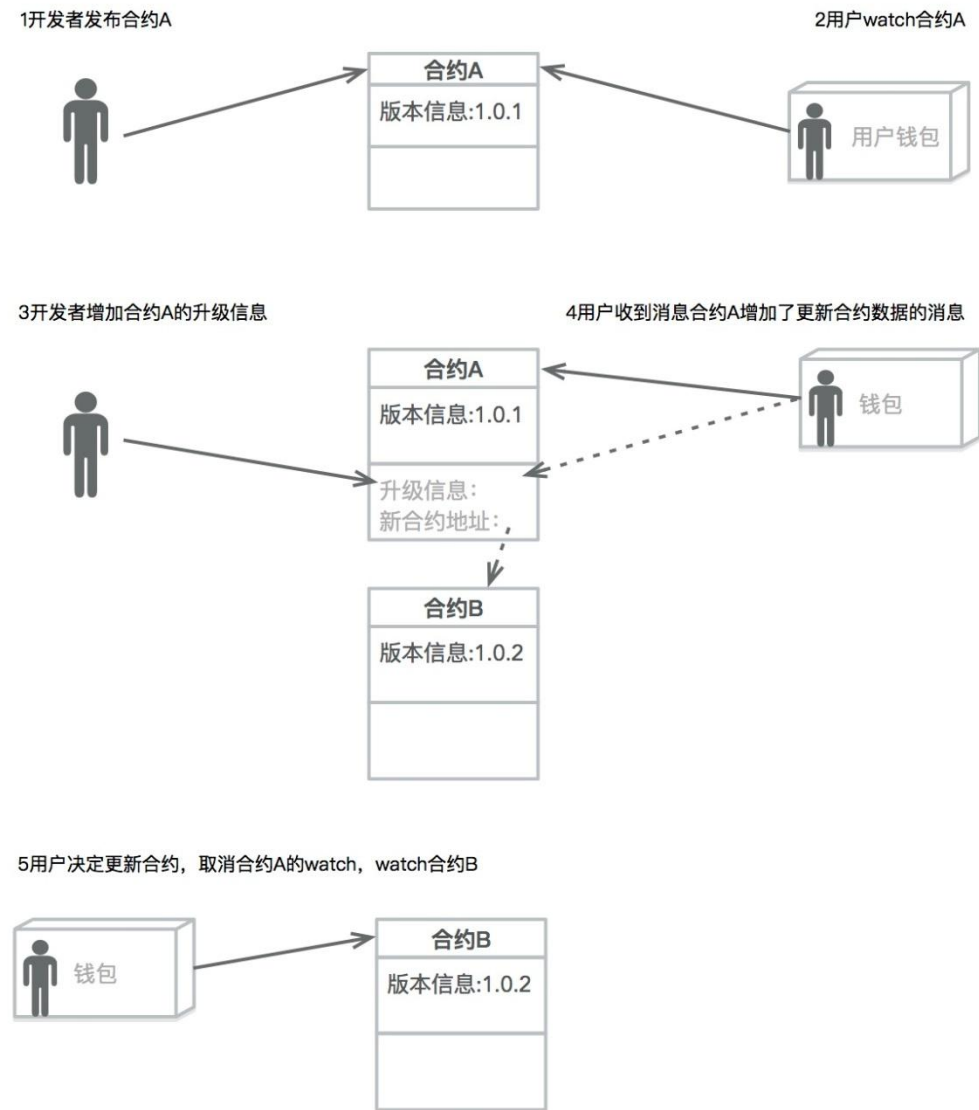 1开发者发布合约A
2用户watch合约A
合约A
版本信息:1.0.1
用户钱包
3开发者增加合约A的升级信息
4用户收到消息合约A增加了更新合约数据的消息
合约A
版本信息:1.0.1
钱包
升级信息：
新合约地址：
合约B
版本信息:1.0.2
5用户决定更新合约，取消合约A的watch，watch合约B
钱包
合约B
版本信息:1.0.2